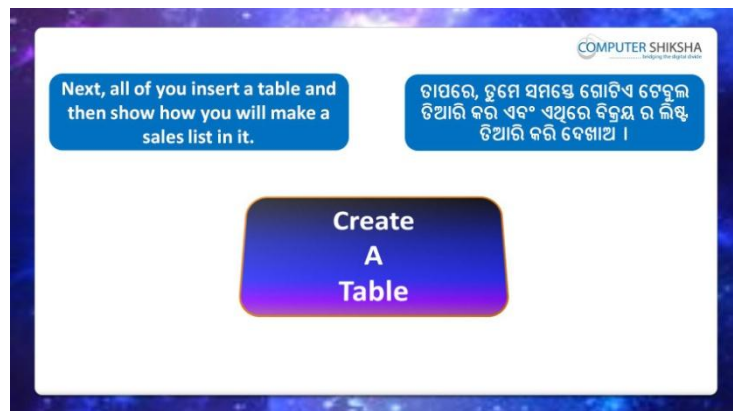 COMPUTER SHIKSHA
bridging the digital divide
Next, all of you insert a table and
then show how you will make a
sales list in it.
ତାପରେ, ତୁମେ ସମସ୍ତେ ଗୋଟିଏ ଟେବୁଲ
ତିଆରି କର ଏବଂ ଏଥିରେ ବିକ୍ରୟ ର ଲିଷ୍ଟ
ତିଆରି କରି ଦେଖାଅ ।
Create
A
Table